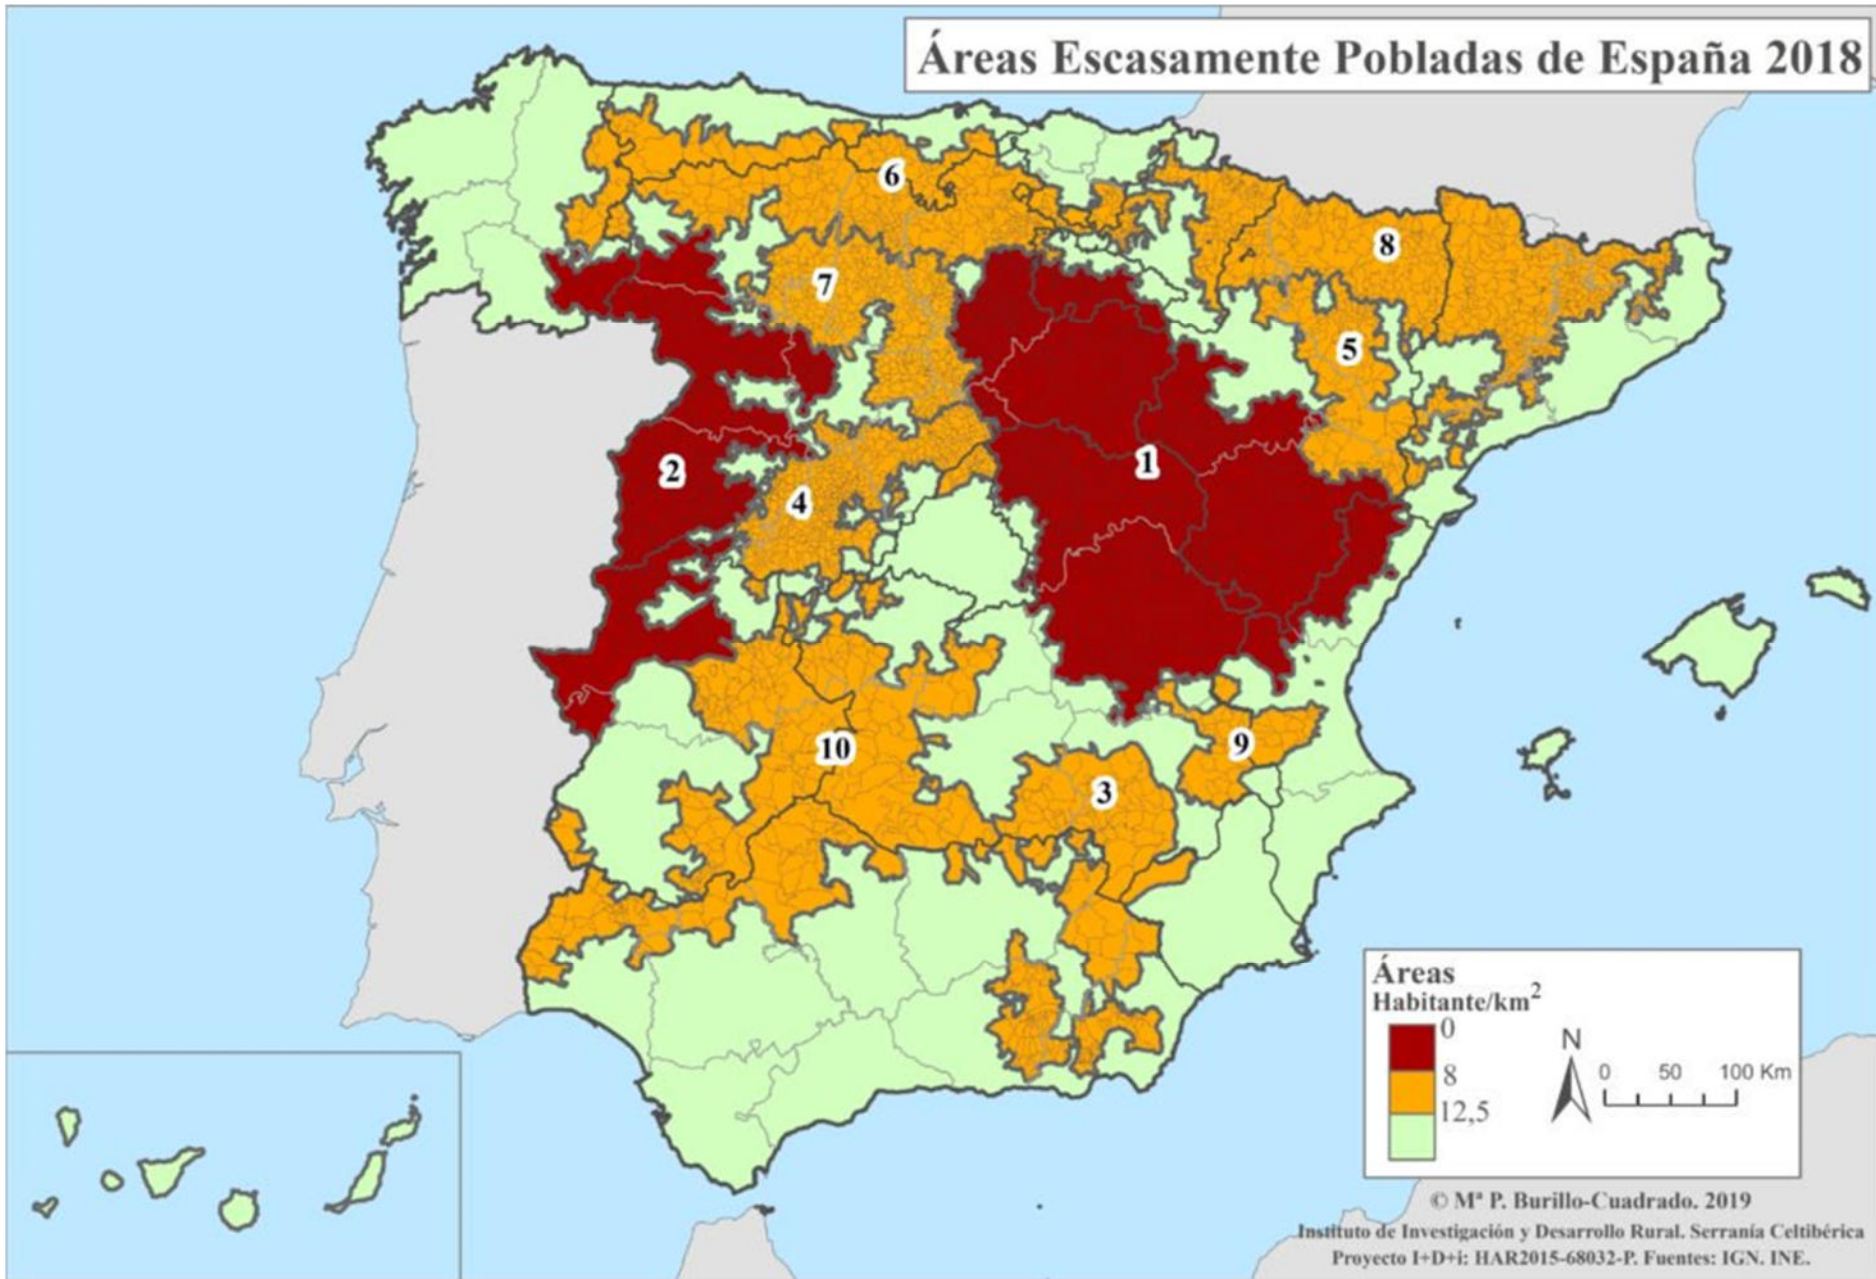 Áreas Escasamente Pobladas de España 2018
6
8
7
5
1
2
4
10
9
3
Áreas
Habitante/km²
0
8
12,5
N
0 50 100 Km
© Mª P. Burillo-Cuadrado. 2019
Instituto de Investigación y Desarrollo Rural. Serranía Celtibérica
Proyecto I+D+i: HAR2015-68032-P. Fuentes: IGN. INE.